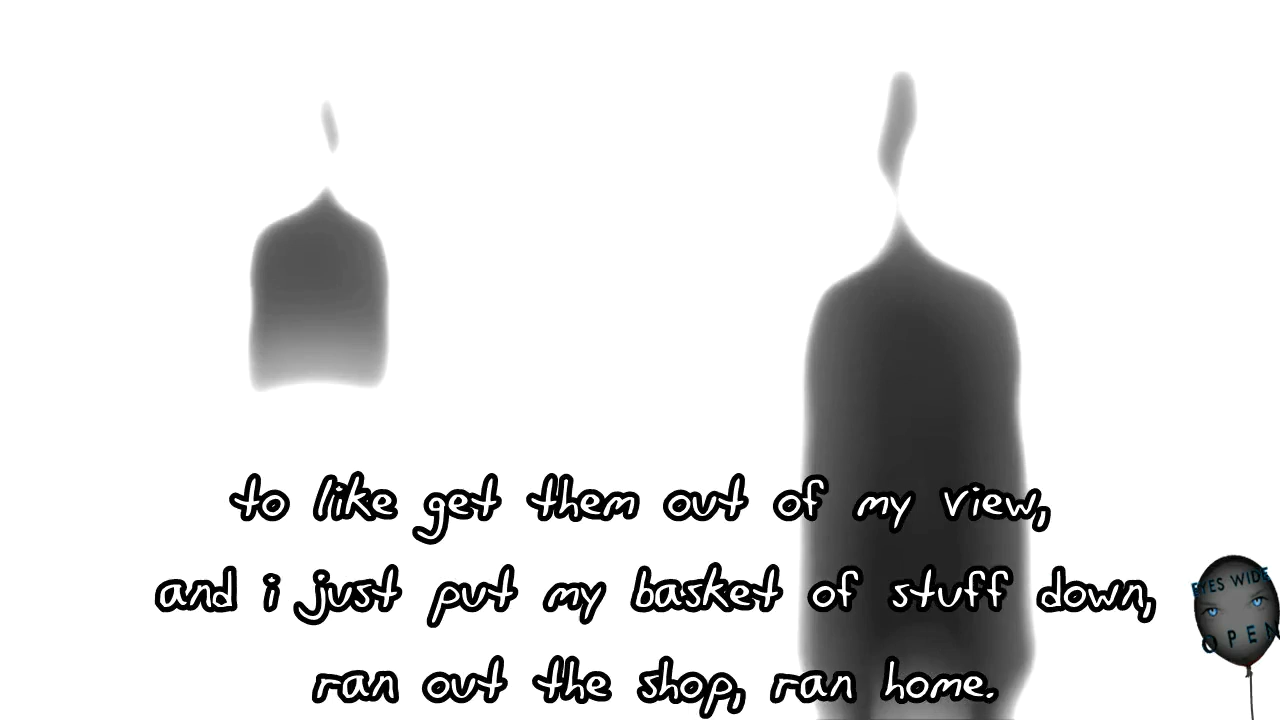 to like get them out of my view,
and i just put my basket of stuff down,
ran out the shop, ran home.
EYES WIDE
OPEN